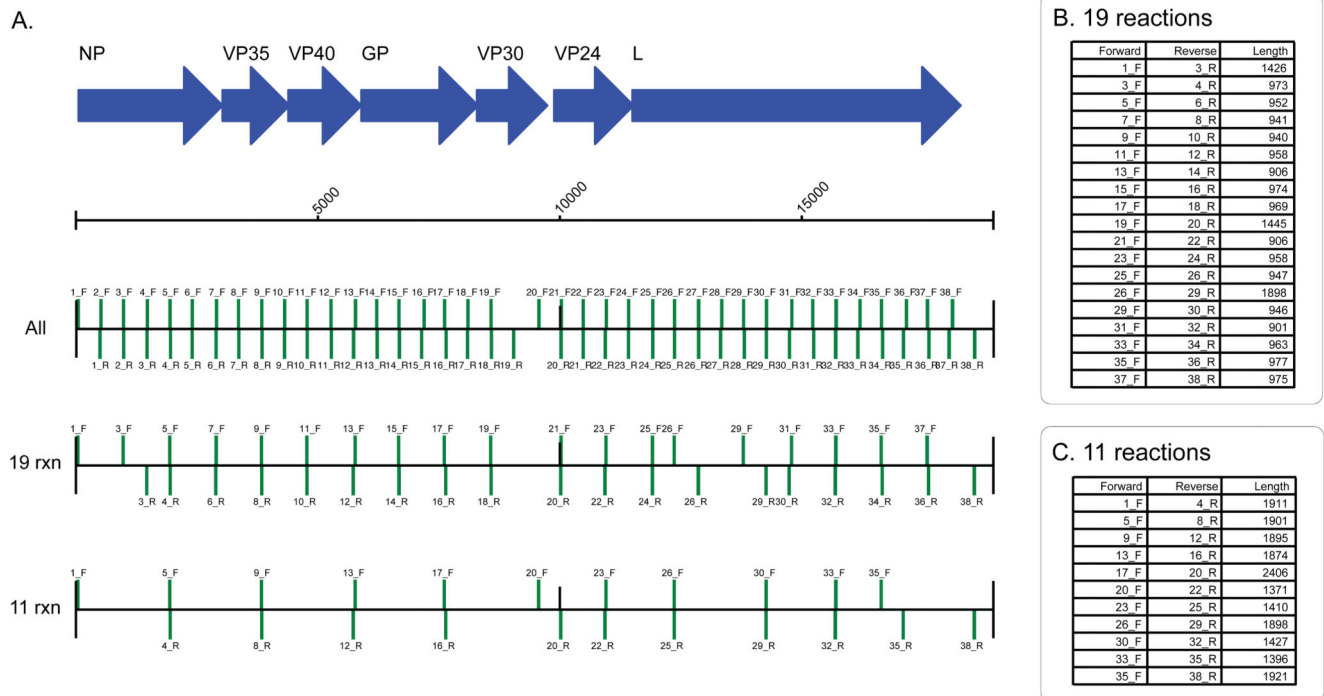 A.
NP VP35 VP40 GP VP30 VP24 L
5000 10000 15000
1_F 2_F 3_F 4_F 5_F 6_F 7_F 8_F 9_F 10_F 11_F 12_F 13_F 14_F 15_F 16_F 17_F 18_F 19_F 20_F 21_F 22_F 23_F 24_F 25_F 26_F 27_F 28_F 29_F 30_F 31_F 32_F 33_F 34_F 35_F 36_F 37_F 38_F
All
1_R 2_R 3_R 4_R 5_R 6_R 7_R 8_R 9_R 10_R 11_R 12_R 13_R 14_R 15_R 16_R 17_R 18_R 19_R 20_R 21_R 22_R 23_R 24_R 25_R 26_R 27_R 28_R 29_R 30_R 31_R 32_R 33_R 34_R 35_R 36_R 37_R 38_R
1_F 3_F 5_F 7_F 9_F 11_F 13_F 15_F 17_F 19_F 21_F 23_F 25_F 26_F 29_F 31_F 33_F 35_F 37_F
19 rxn
3_R 4_R 6_R 8_R 10_R 12_R 14_R 16_R 18_R 20_R 22_R 24_R 26_R 29_R 30_R 32_R 34_R 36_R 38_R
1_F 5_F 9_F 13_F 17_F 20_F 23_F 26_F 30_F 33_F 35_F
11 rxn
4_R 8_R 12_R 16_R 20_R 22_R 25_R 29_R 32_R 35_R 38_R
B. 19 reactions
Forward Reverse Length
1_F 3_R 1426
3_F 4_R 973
5_F 6_R 952
7_F 8_R 941
9_F 10_R 940
11_F 12_R 958
13_F 14_R 906
15_F 16_R 974
17_F 18_R 969
19_F 20_R 1445
21_F 22_R 906
23_F 24_R 958
25_F 26_R 947
26_F 29_R 1898
29_F 30_R 946
31_F 32_R 901
33_F 34_R 963
35_F 36_R 977
37_F 38_R 975
C. 11 reactions
Forward Reverse Length
1_F 4_R 1911
5_F 8_R 1901
9_F 12_R 1895
13_F 16_R 1874
17_F 20_R 2406
20_F 22_R 1371
23_F 25_R 1410
26_F 29_R 1898
30_F 32_R 1427
33_F 35_R 1396
35_F 38_R 1921